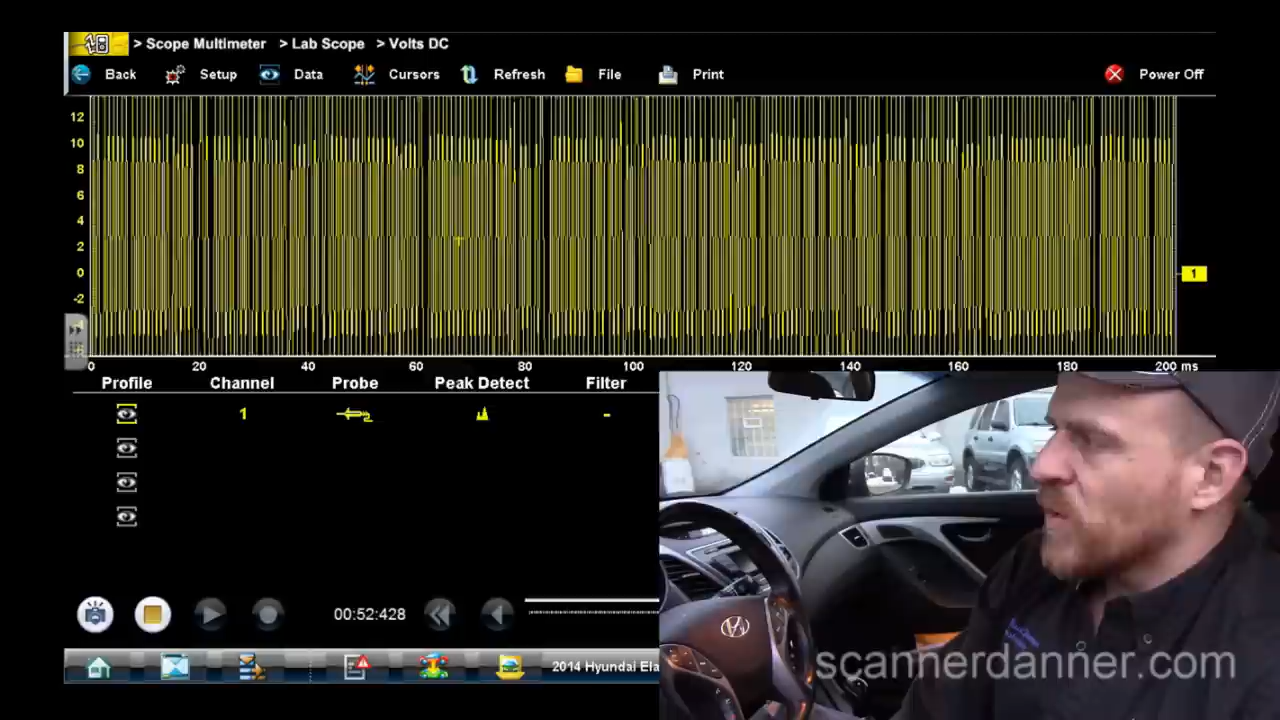 > Scope Multimeter > Lab Scope > Volts DC
Back Setup Data Cursors Refresh File Print Power Off
12
10
8
6
4
2
0
-2
1
0 20 40 60 80 100 120 140 160 180 200 ms
Profile Channel Probe Peak Detect Filter
1 -
00:52:428
2014 Hyundai Ela
scannerdanner.com